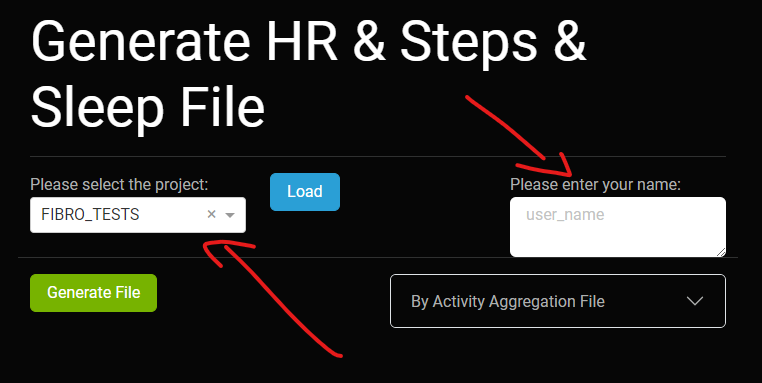 Generate HR & Steps &
Sleep File
Please select the project:
Load
Please enter your name:
FIBRO_TESTS ×
user_name
Generate File
By Activity Aggregation File